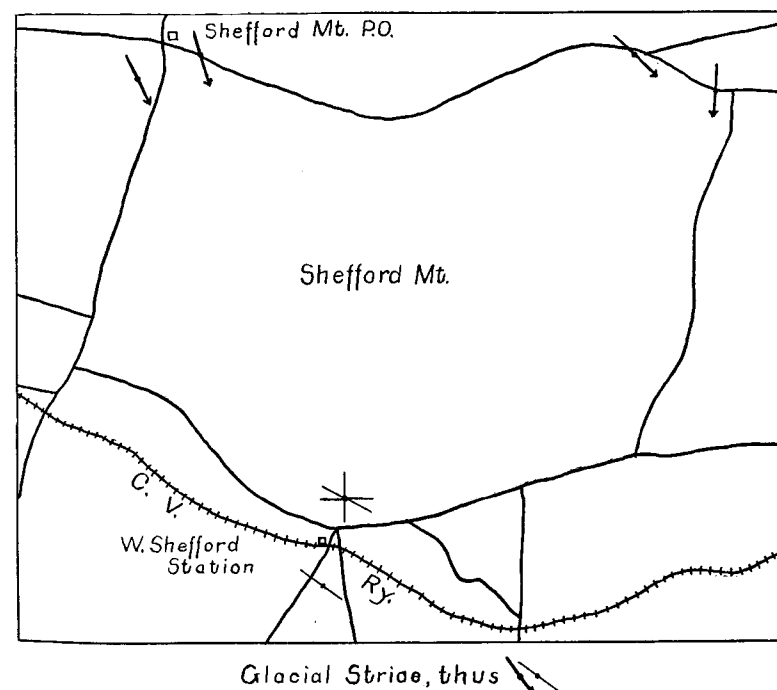 Shefford Mt. P.O.
Shefford Mt.
C. V.
W. Shefford
Station
Ry.
Glacial Striae, thus